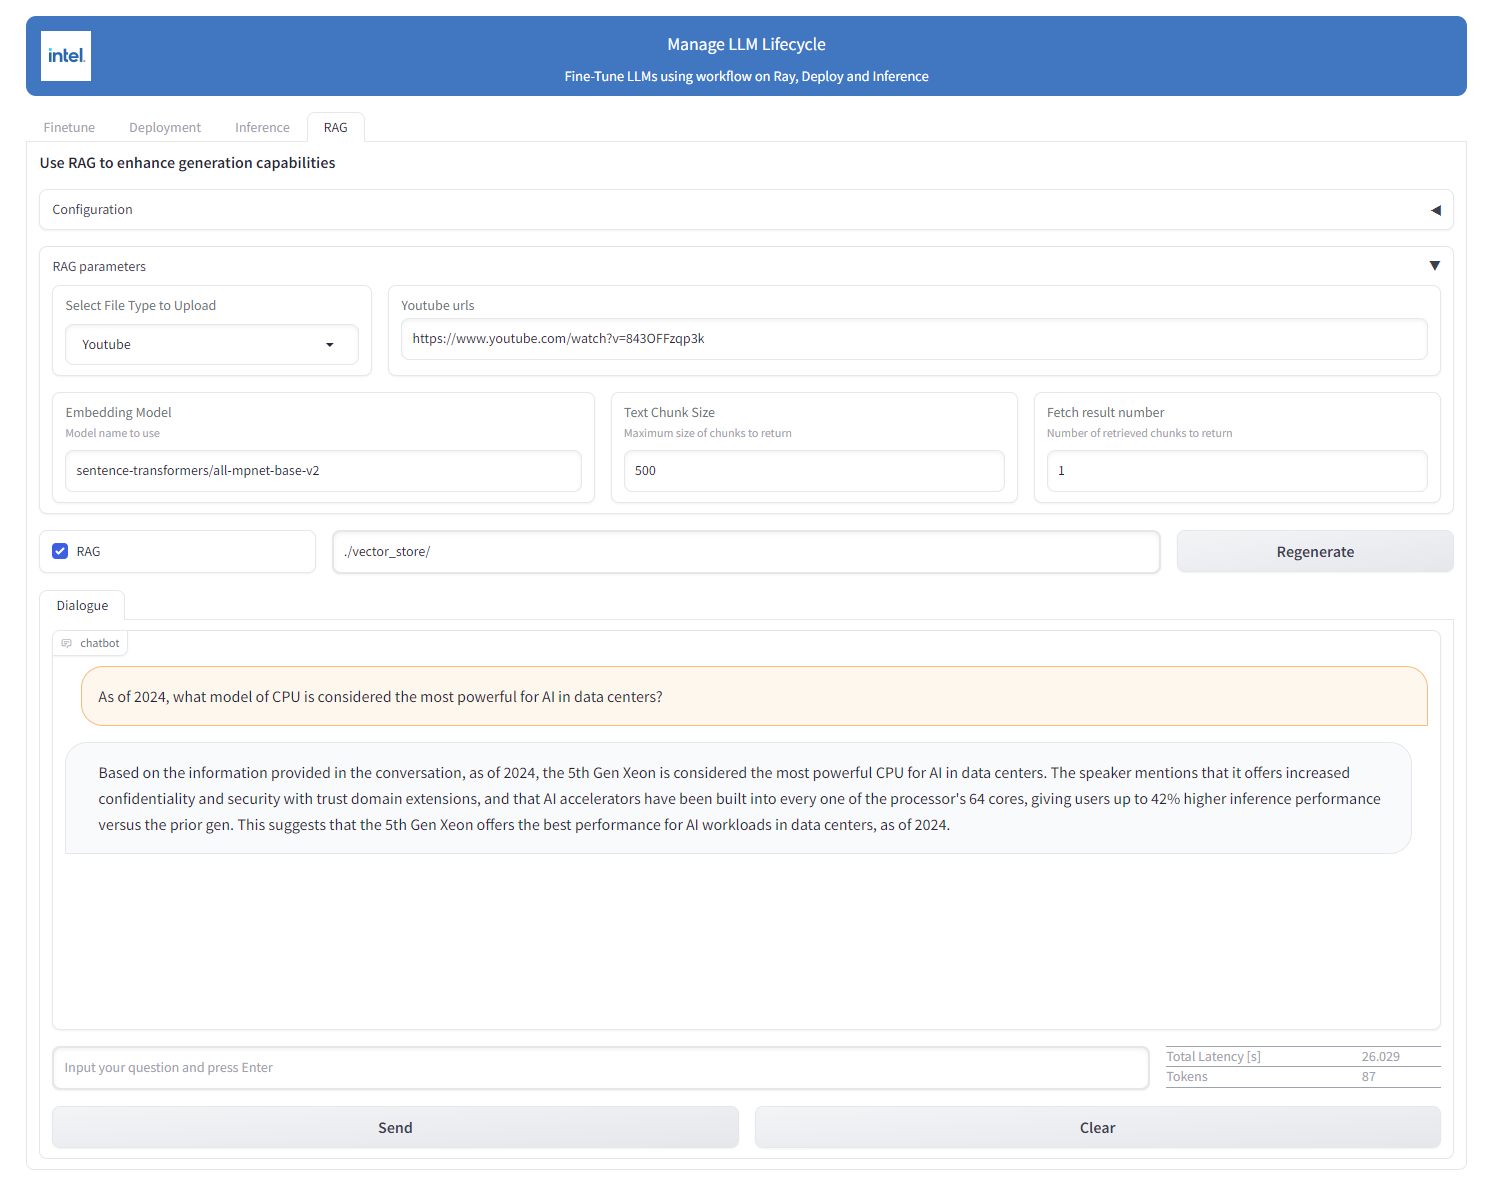 intel.
Manage LLM Lifecycle
Fine-Tune LLMs using workflow on Ray, Deploy and Inference
Finetune Deployment Inference RAG
Use RAG to enhance generation capabilities
Configuration
RAG parameters
Select File Type to Upload
Youtube
Youtube urls
https://www.youtube.com/watch?v=843OFFzqp3k
Embedding Model
Model name to use
sentence-transformers/all-mpnet-base-v2
Text Chunk Size
Maximum size of chunks to return
500
Fetch result number
Number of retrieved chunks to return
1
RAG
./vector_store/
Regenerate
Dialogue
chatbot
As of 2024, what model of CPU is considered the most powerful for AI in data centers?
Based on the information provided in the conversation, as of 2024, the 5th Gen Xeon is considered the most powerful CPU for AI in data centers. The speaker mentions that it offers increased
confidentiality and security with trust domain extensions, and that AI accelerators have been built into every one of the processor's 64 cores, giving users up to 42% higher inference performance
versus the prior gen. This suggests that the 5th Gen Xeon offers the best performance for AI workloads in data centers, as of 2024.
Input your question and press Enter
Total Latency [s] 26.029
Tokens 87
Send
Clear